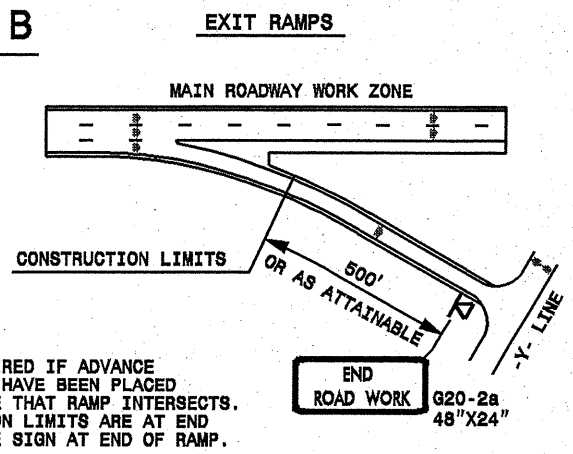 B
EXIT RAMPS
MAIN ROADWAY WORK ZONE
CONSTRUCTION LIMITS
500'
OR AS ATTAINABLE
-Y- LINE
END
ROAD WORK
G20-2a
48"X24"
RED IF ADVANCE
HAVE BEEN PLACED
THAT RAMP INTERSECTS.
ON LIMITS ARE AT END
SIGN AT END OF RAMP.